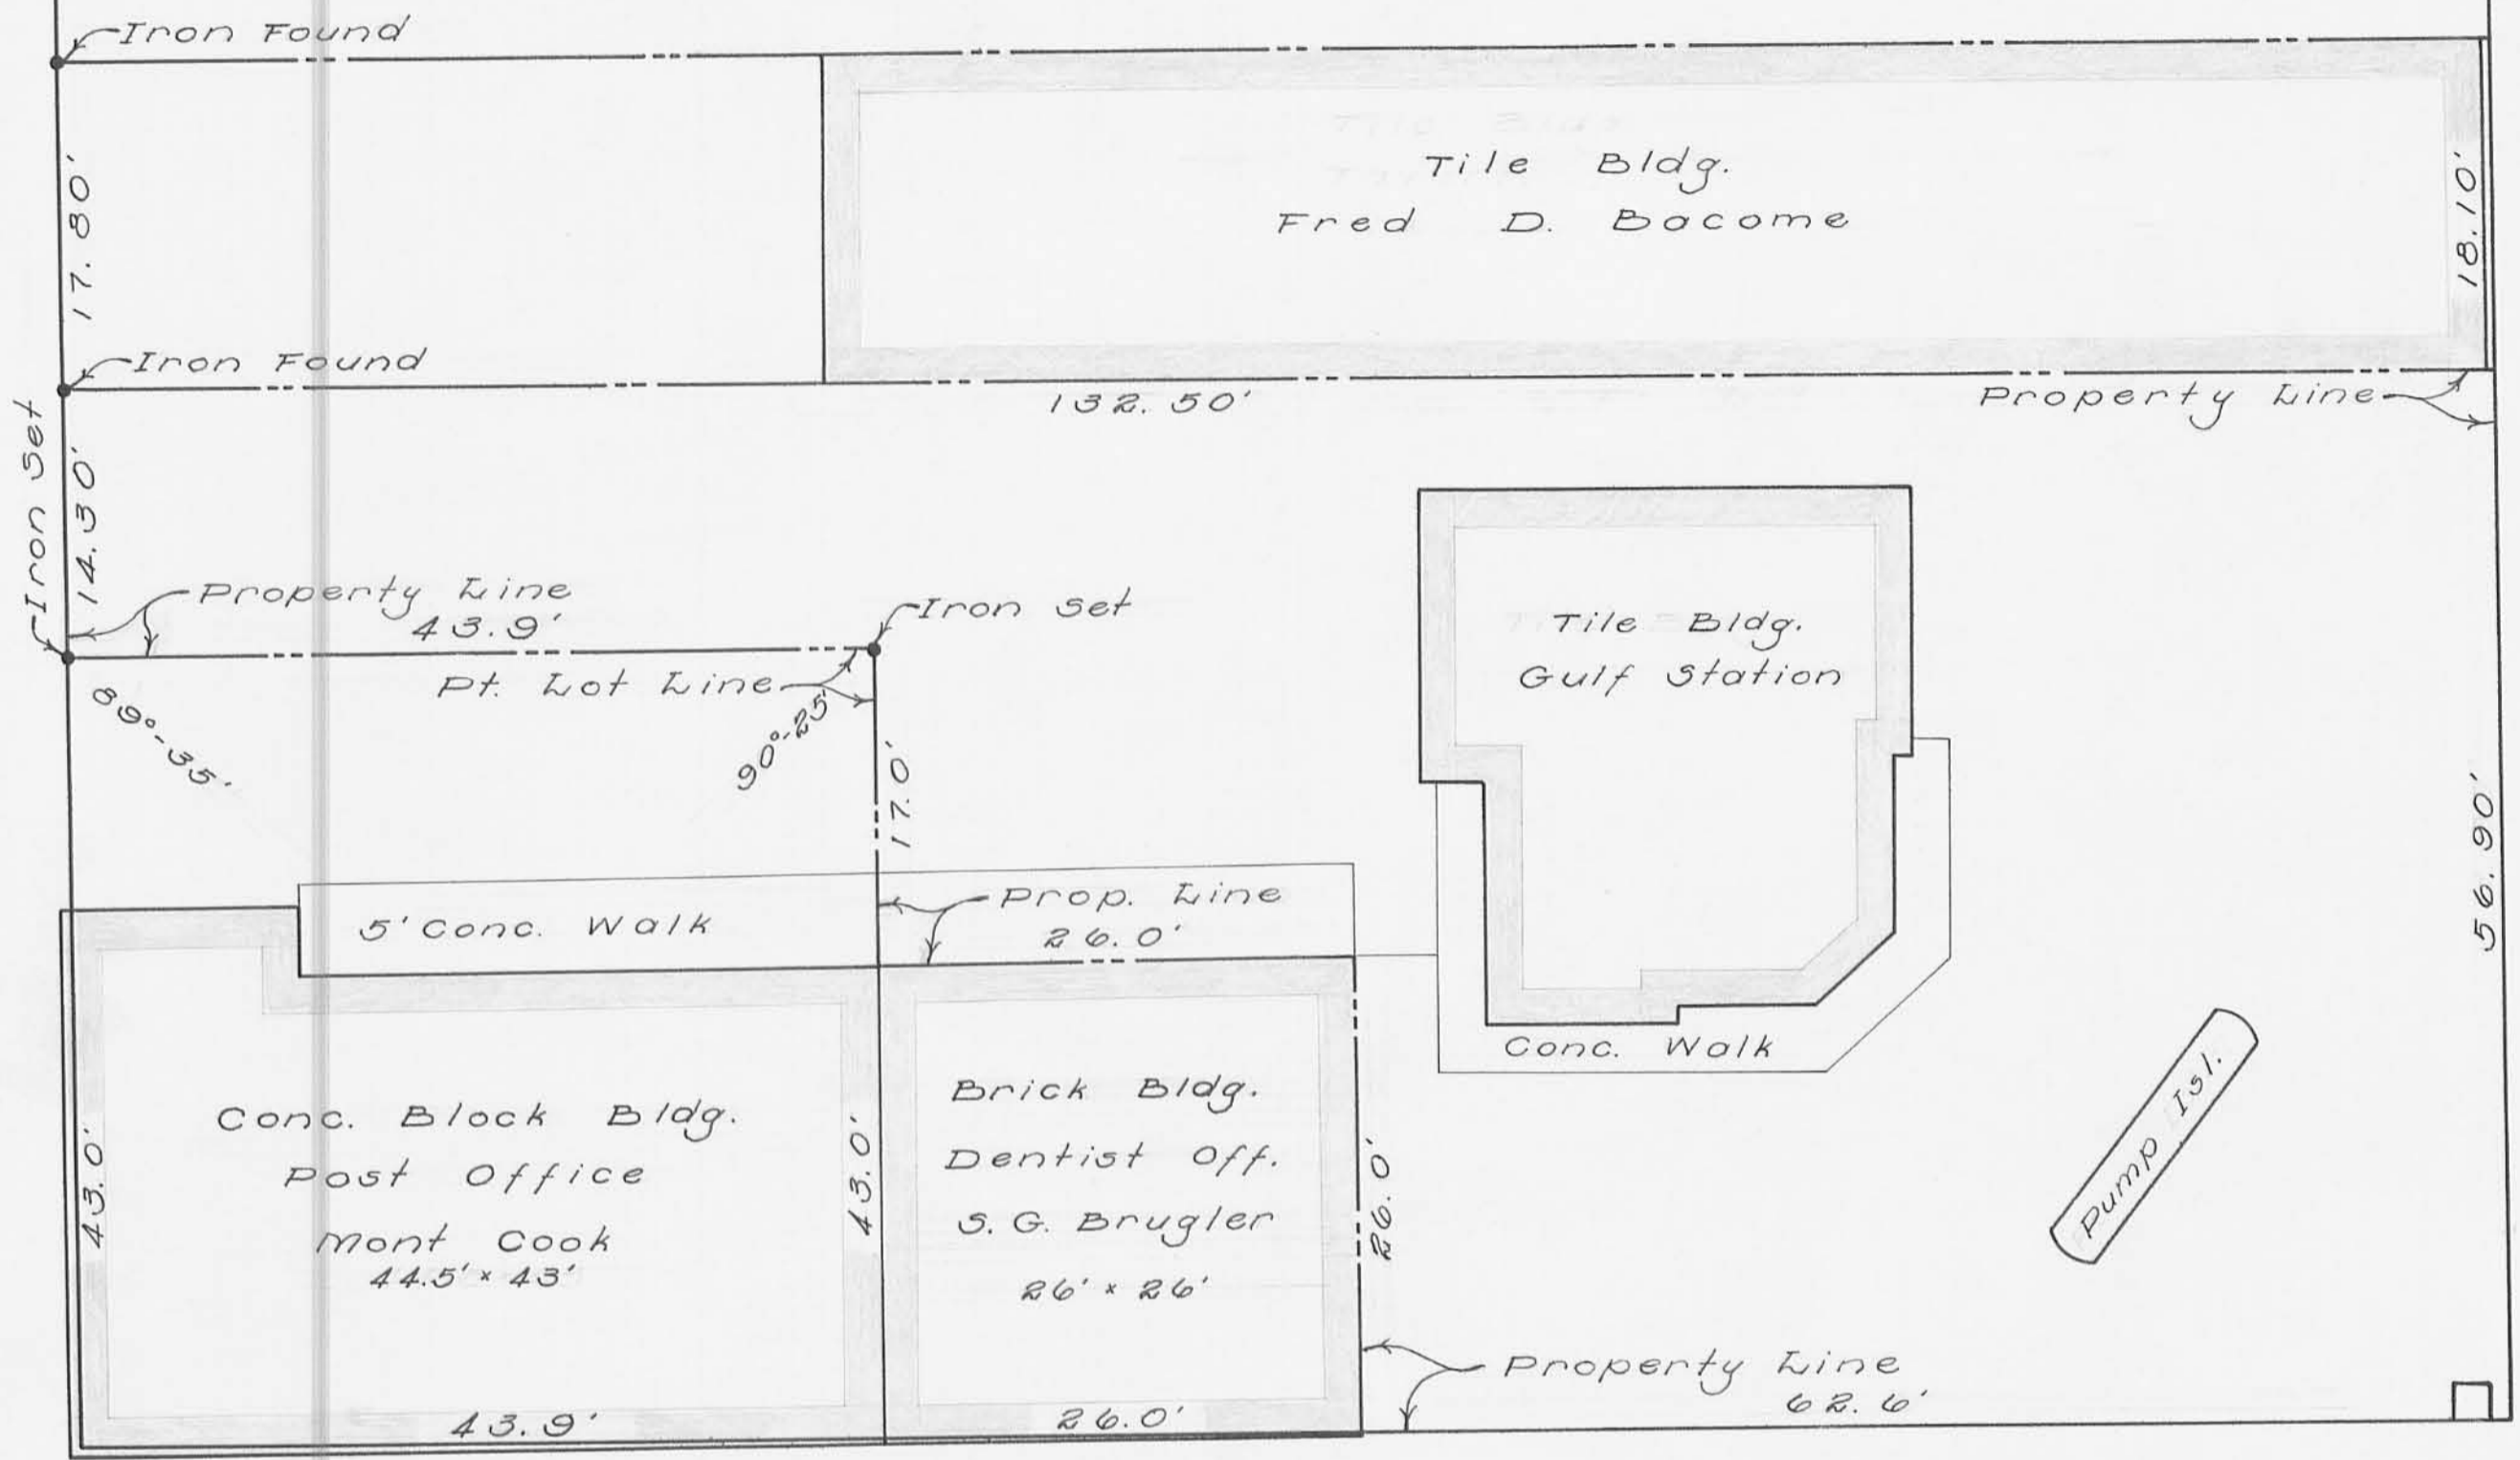 Iron Found
17.80'
Tile Bldg.
Fred D. Bacome
18.10'
Iron Found
132.50'
Property Line
Iron Set
14.30'
Property Line
43.9'
Iron Set
Pt. Lot Line
89°-35'
90°-25'
17.0'
Tile Bldg.
Gulf Station
56.90'
5' Conc. Walk
Prop. Line
26.0'
Conc. Walk
Pump Isl.
Conc. Block Bldg.
Post Office
Mont Cook
44.5' x 43'
43.0'
43.0'
43.9'
Brick Bldg.
Dentist Off.
S. G. Brugler
26' x 26'
26.0'
26.0'
Property Line
62.6'